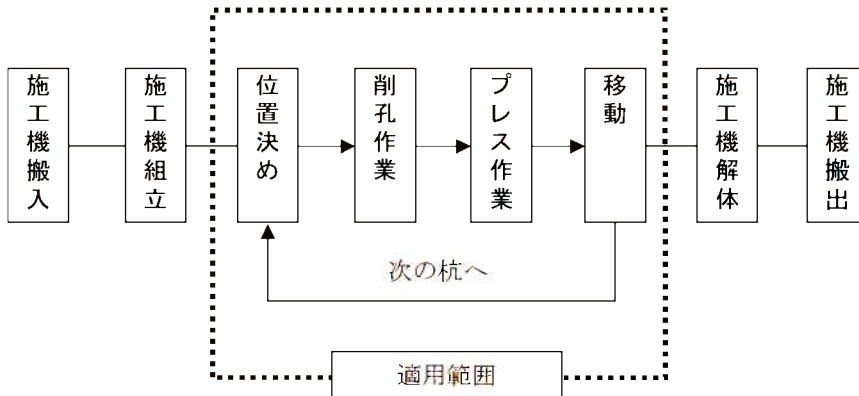 施工機搬入
施工機組立
位置決め
削孔作業
プレス作業
移動
施工機解体
施工機搬出
次の杭へ
適用範囲